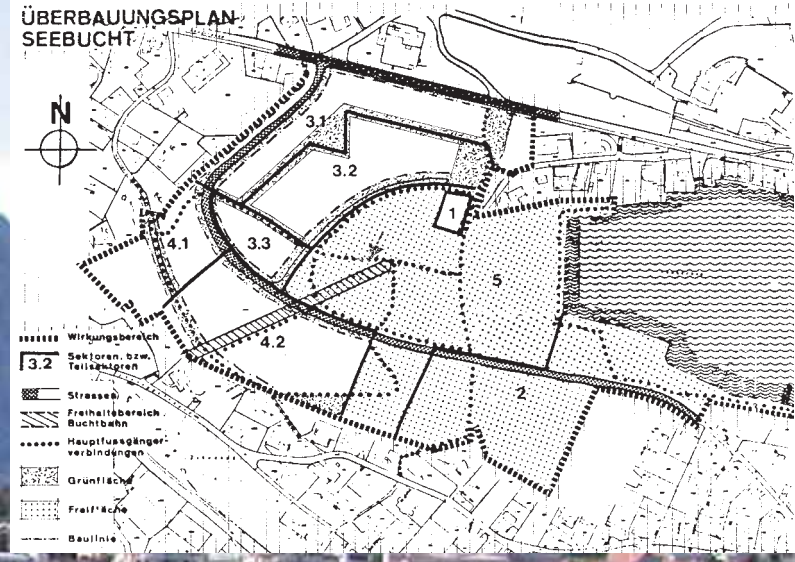 ÜBERBAUUNGSPLAN
SEEBUCHT
N
3.1
3.2
1
3.3
4.1
5
4.2
2
Wirkungsbereich
3.2 Sektoren, bzw.
Teilsektoren
Strassen
Freihaltebereich
Buchtbahn
Hauptfussgänger-
verbindungen
Grünfläche
Freifläche
Baulinie